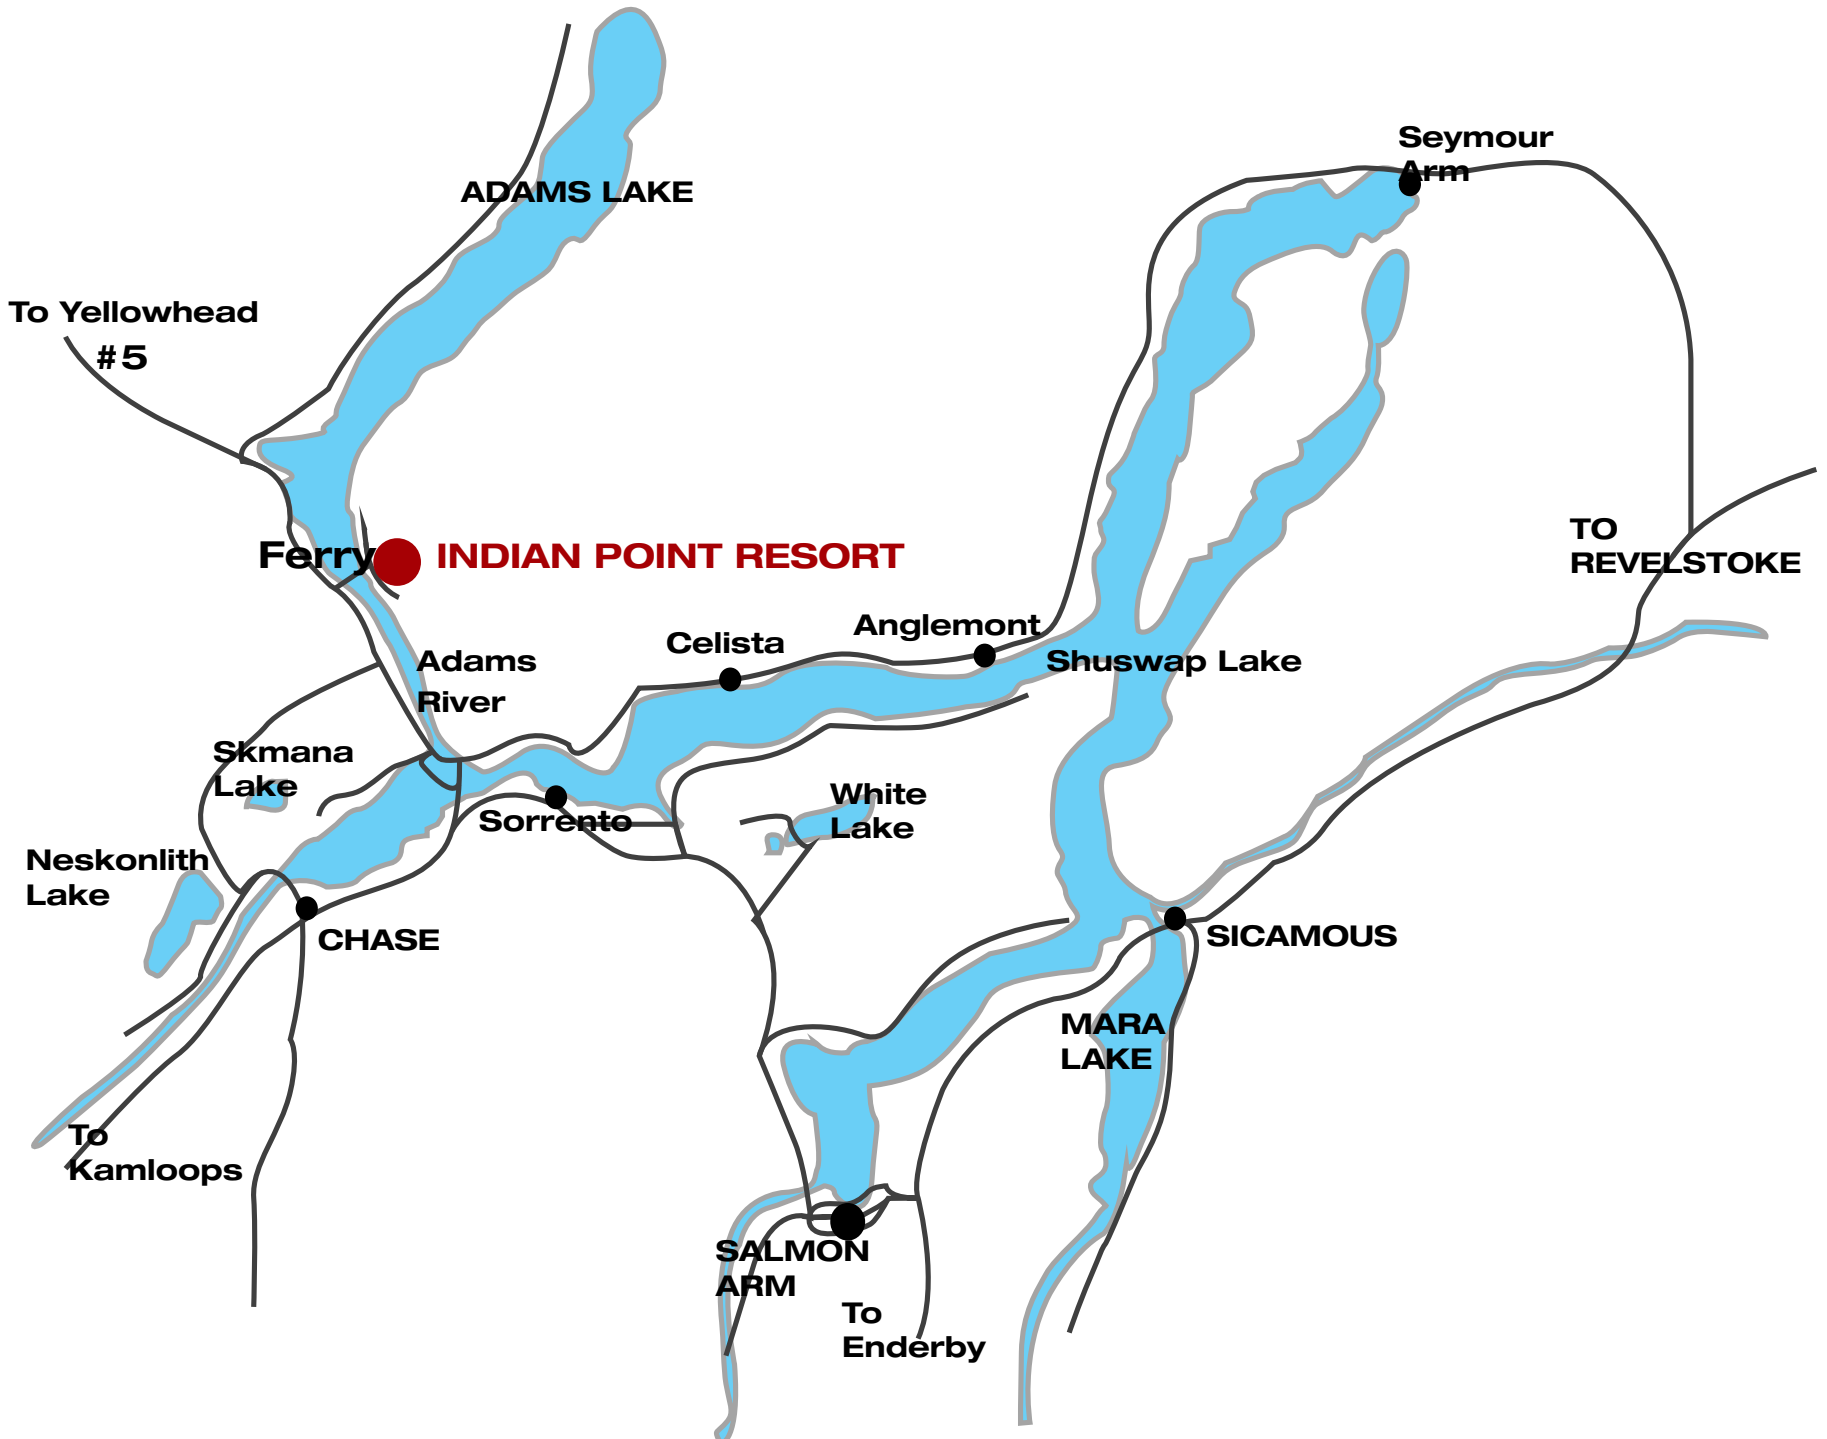 Seymour
Arm
ADAMS LAKE
To Yellowhead
#5
TO
REVELSTOKE
Ferry
INDIAN POINT RESORT
Anglemont
Celista
Adams
River
Shuswap Lake
Skmana
Lake
White
Lake
Sorrento
Neskonlith
Lake
CHASE
SICAMOUS
MARA
LAKE
To
Kamloops
SALMON
ARM
To
Enderby